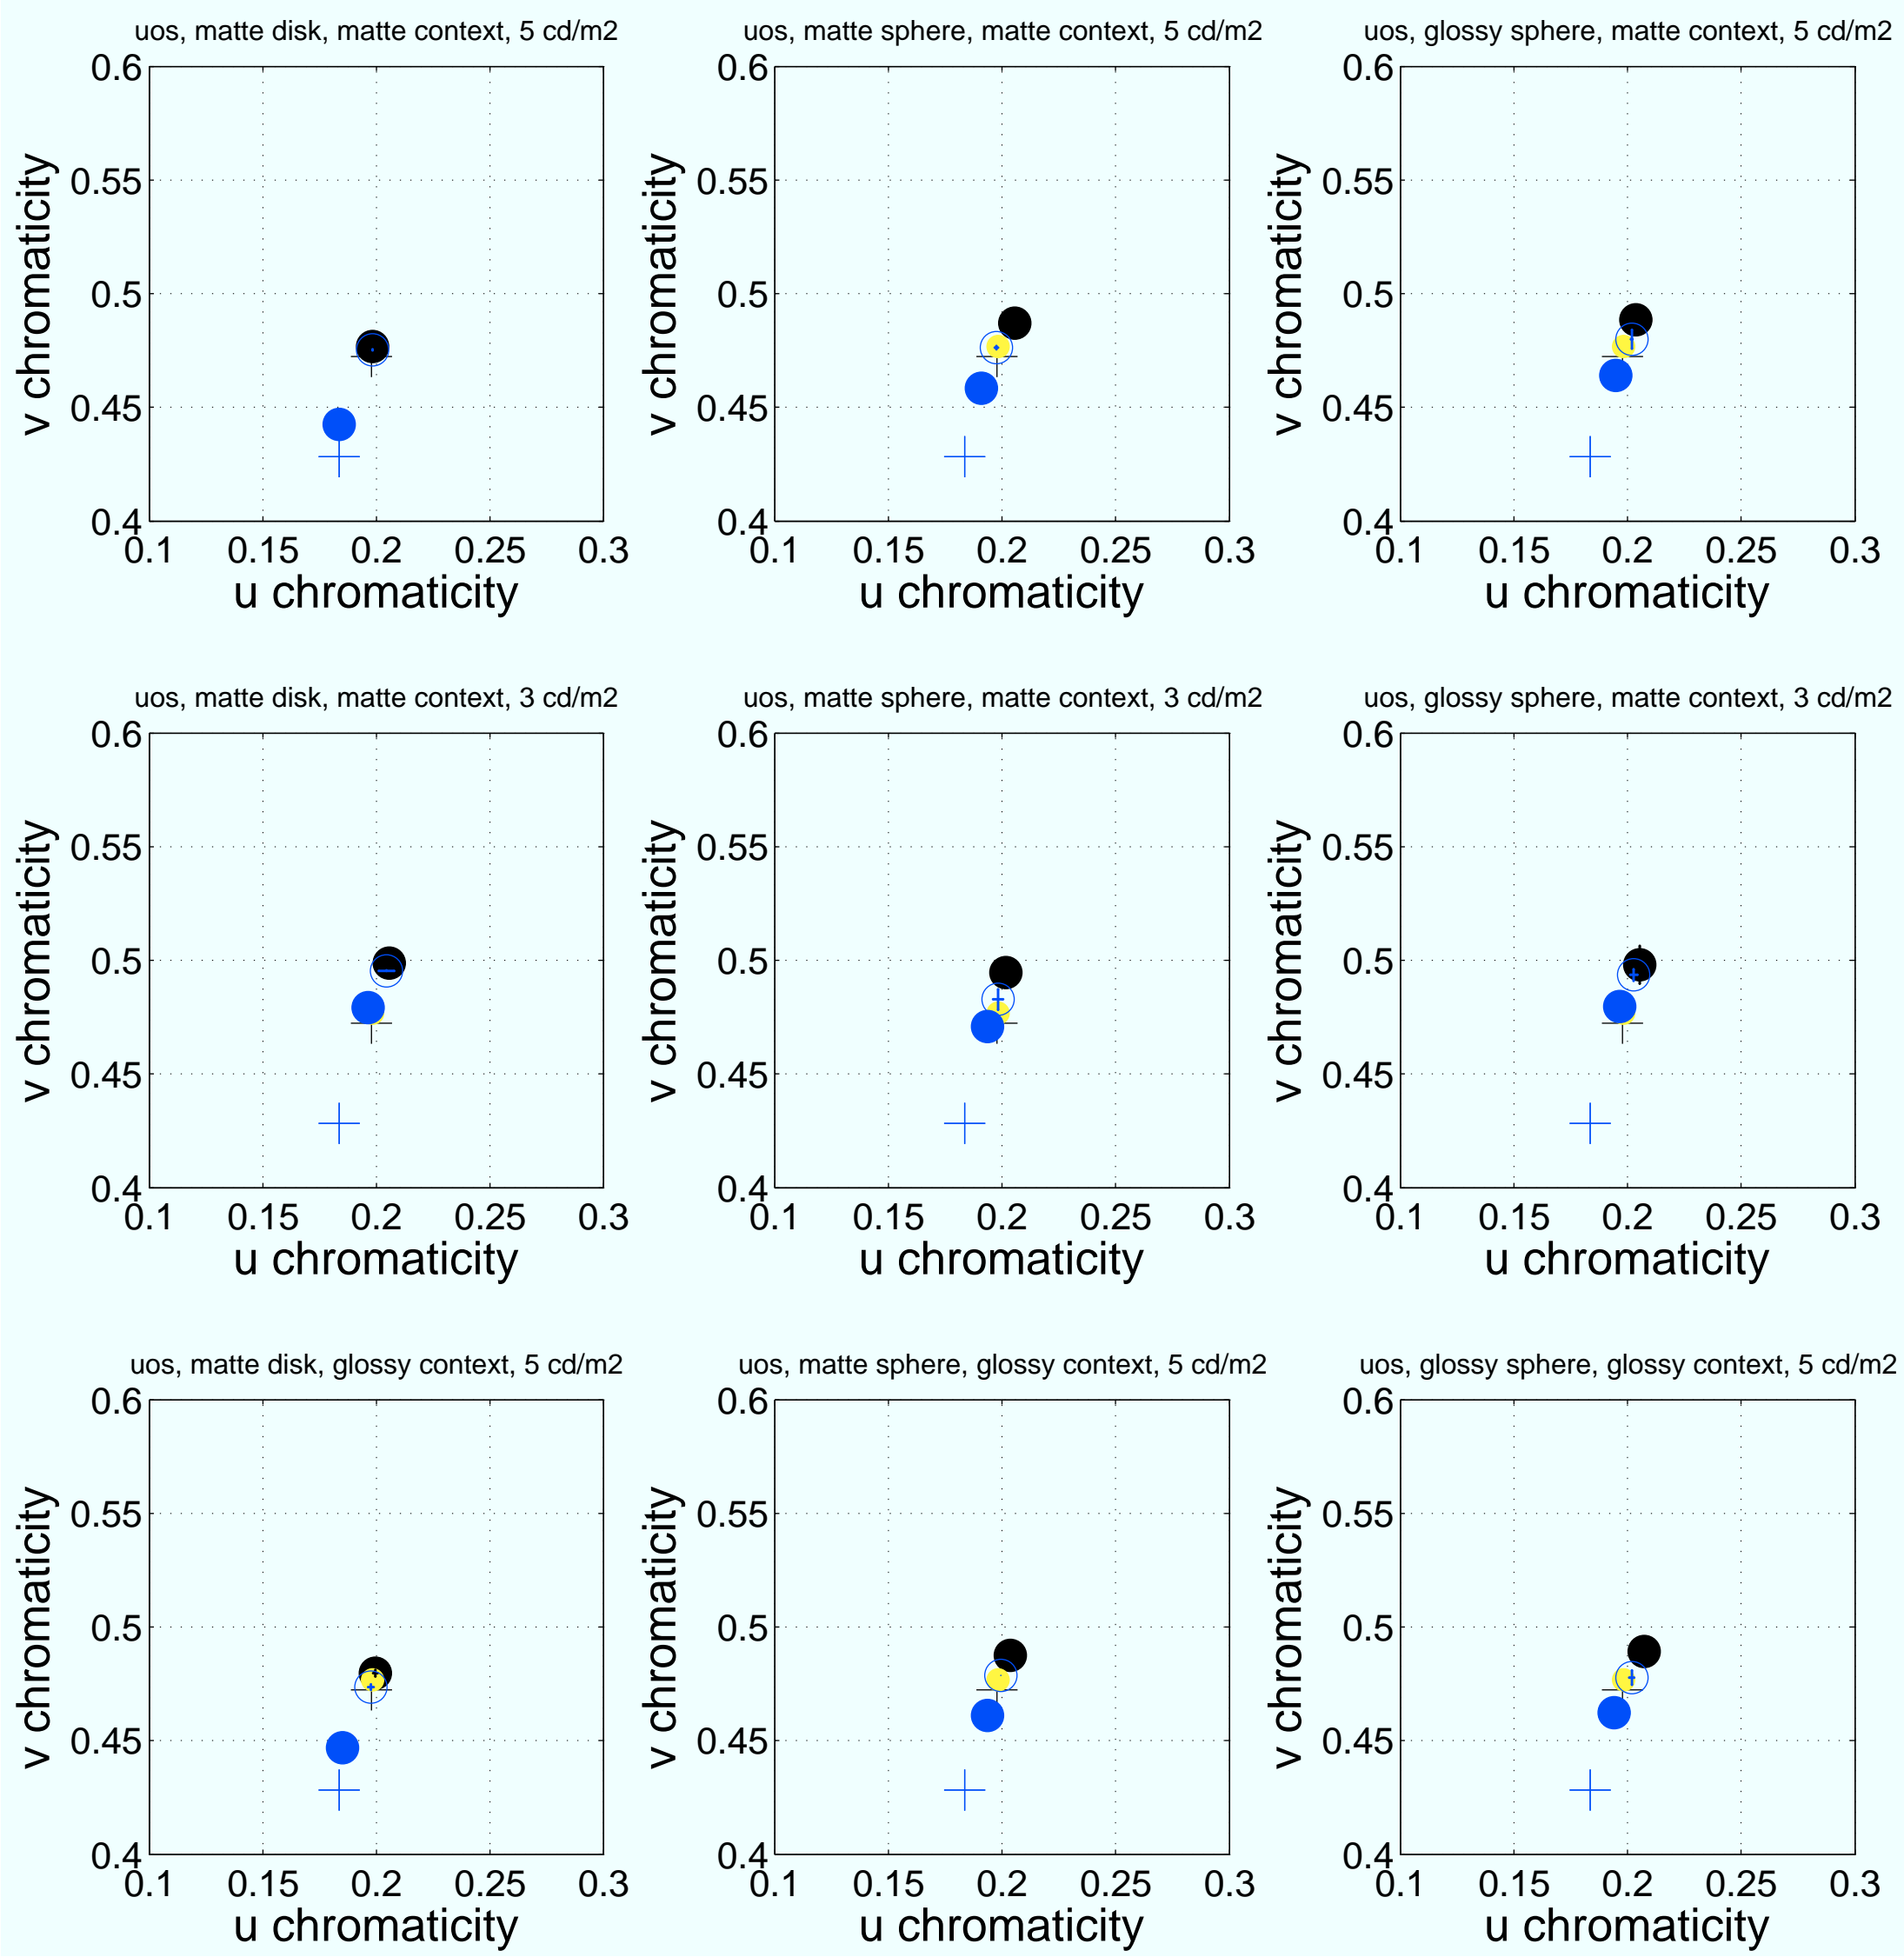 uos, matte disk, matte context, 5 cd/m2
uos, matte sphere, matte context, 5 cd/m2
uos, glossy sphere, matte context, 5 cd/m2
0.6 0.6 0.6
0.55 0.55 0.55
0.5 0.5 0.5
0.45 0.45 0.45
0.4 0.4 0.4
v chromaticity v chromaticity v chromaticity
0.1 0.15 0.2 0.25 0.3 0.1 0.15 0.2 0.25 0.3 0.1 0.15 0.2 0.25 0.3
u chromaticity u chromaticity u chromaticity
uos, matte disk, matte context, 3 cd/m2
uos, matte sphere, matte context, 3 cd/m2
uos, glossy sphere, matte context, 3 cd/m2
0.6 0.6 0.6
0.55 0.55 0.55
0.5 0.5 0.5
0.45 0.45 0.45
0.4 0.4 0.4
v chromaticity v chromaticity v chromaticity
0.1 0.15 0.2 0.25 0.3 0.1 0.15 0.2 0.25 0.3 0.1 0.15 0.2 0.25 0.3
u chromaticity u chromaticity u chromaticity
uos, matte disk, glossy context, 5 cd/m2
uos, matte sphere, glossy context, 5 cd/m2
uos, glossy sphere, glossy context, 5 cd/m2
0.6 0.6 0.6
0.55 0.55 0.55
0.5 0.5 0.5
0.45 0.45 0.45
0.4 0.4 0.4
v chromaticity v chromaticity v chromaticity
0.1 0.15 0.2 0.25 0.3 0.1 0.15 0.2 0.25 0.3 0.1 0.15 0.2 0.25 0.3
u chromaticity u chromaticity u chromaticity